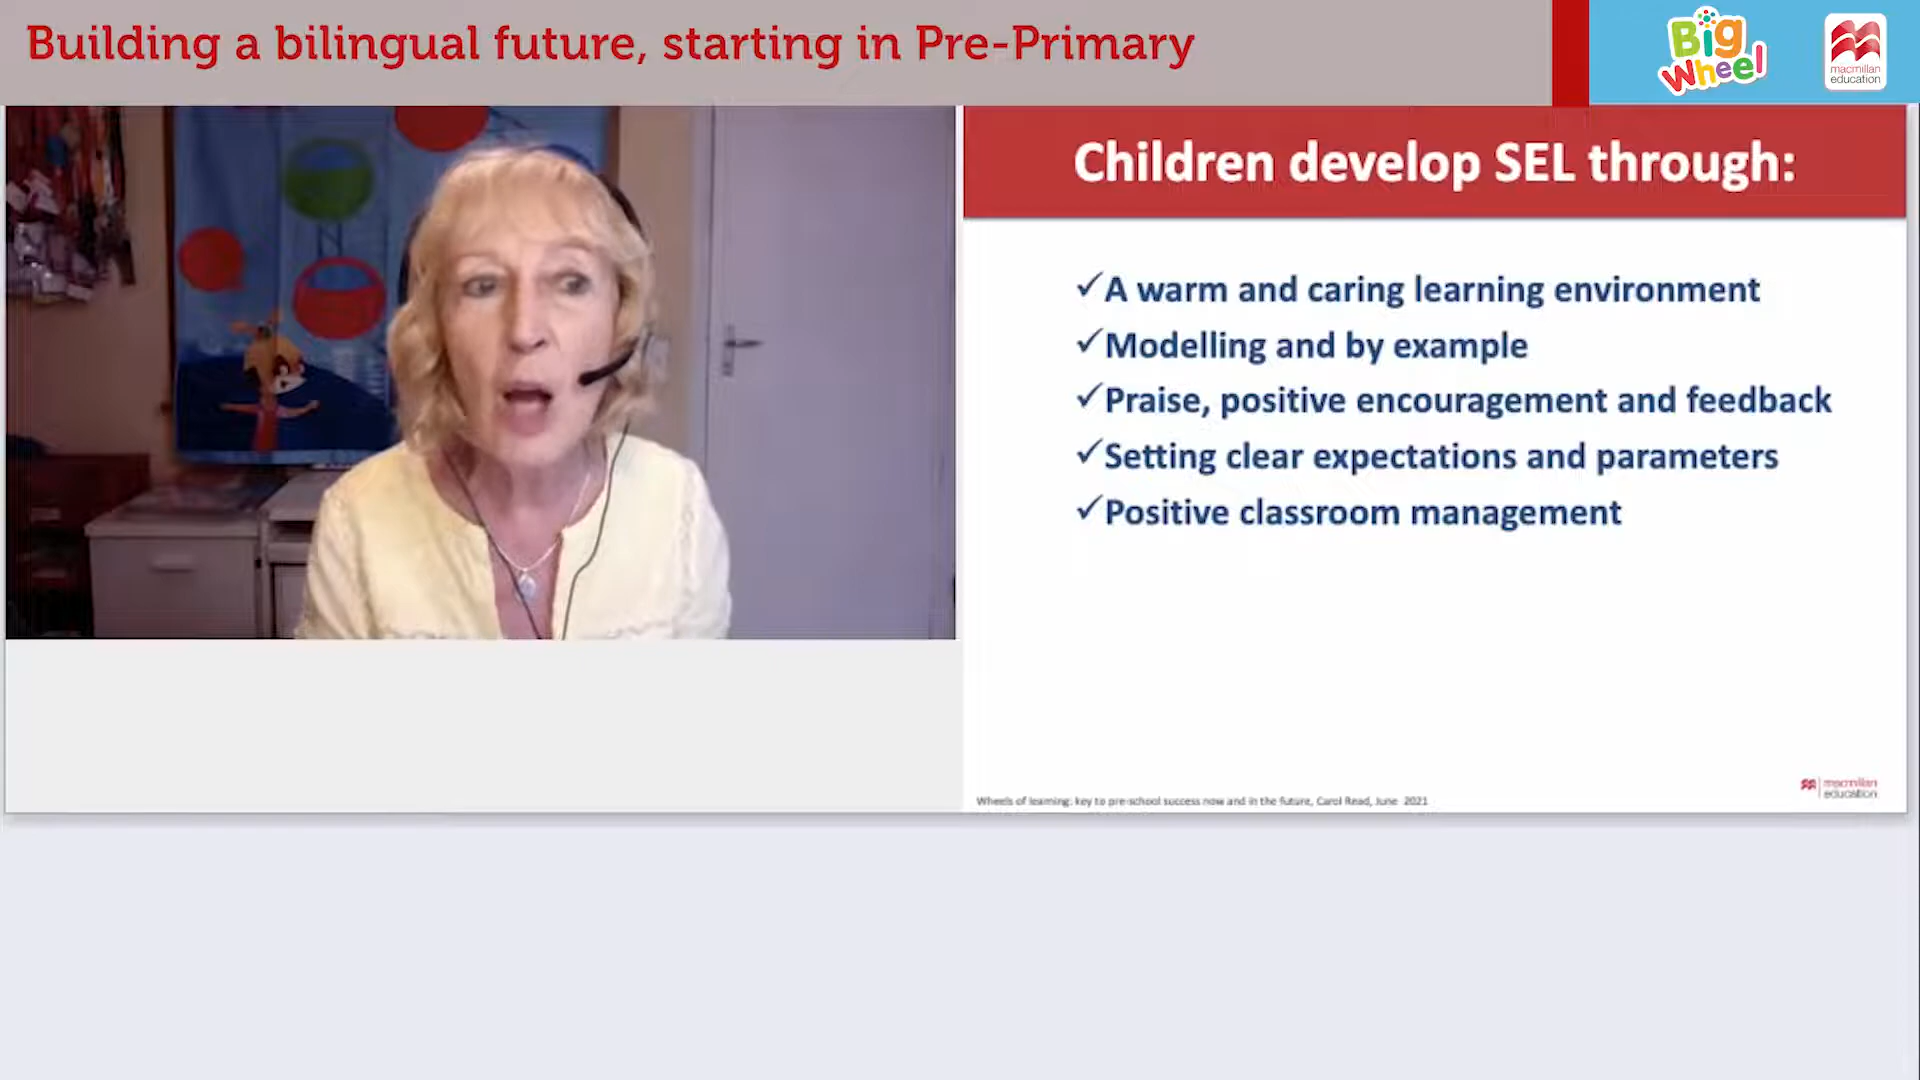 Building a bilingual future, starting in Pre-Primary
Big
Wheel
macmillan
education
Children develop SEL through:
✓A warm and caring learning environment
✓Modelling and by example
✓Praise, positive encouragement and feedback
✓Setting clear expectations and parameters
✓Positive classroom management
Wheels of learning: key to pre-school success now and in the future, Carol Read, June 2021
macmillan
education